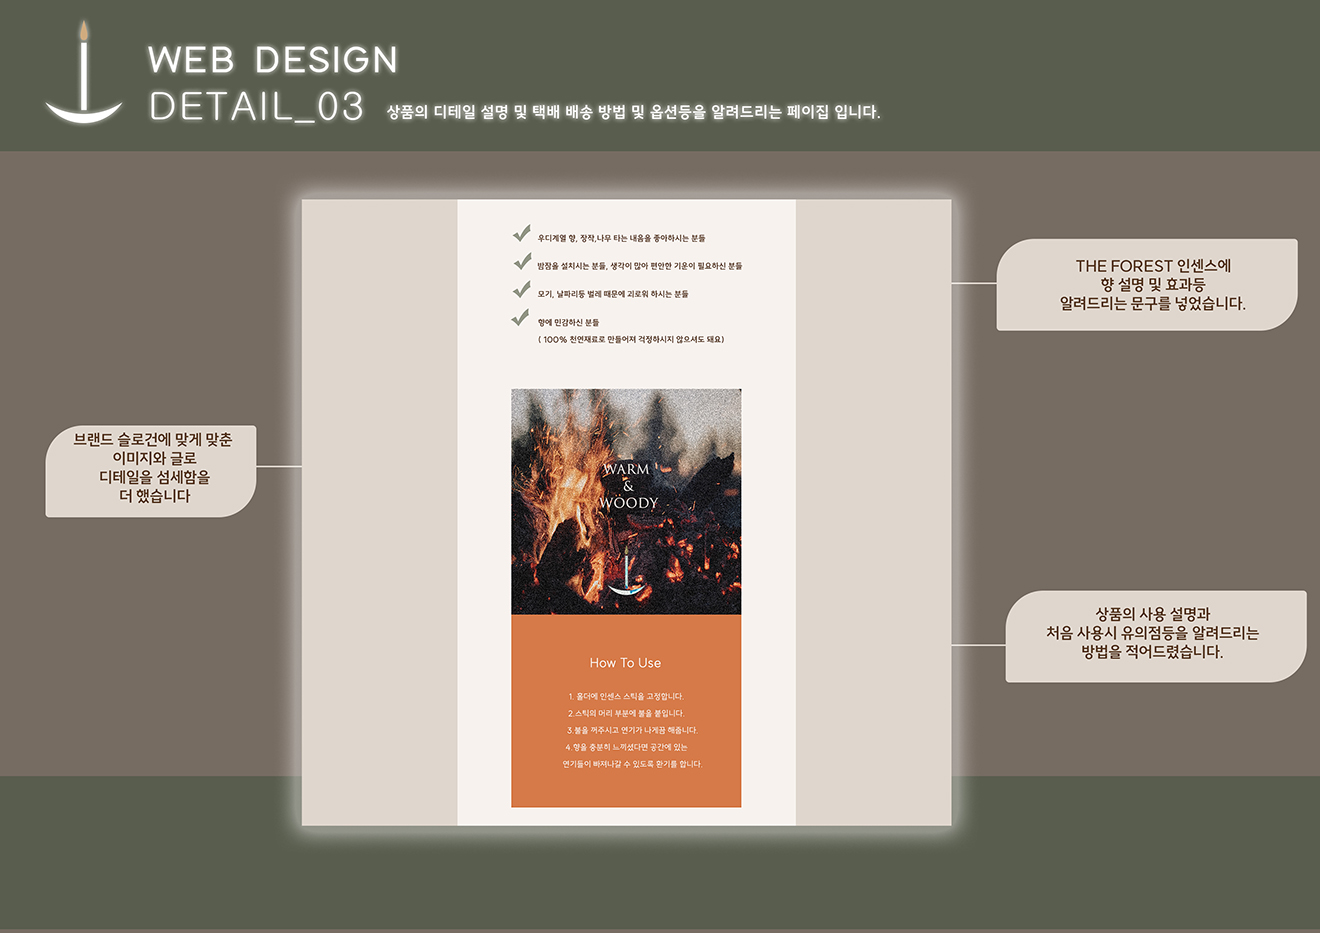 WEB DESIGN
DETAIL_03 상품의 디테일 설명 및 택배 배송 방법 및 옵션등을 알려드리는 페이집 입니다.
우디계열 향, 장작,나무 타는 내음을 좋아하시는 분들
밤잠을 설치시는 분들, 생각이 많아 편안한 기운이 필요하신 분들
모기, 날파리등 벌레 때문에 괴로워 하시는 분들
향에 민감하신 분들
( 100% 천연재료로 만들어져 걱정하시지 않으셔도 돼요)
THE FOREST 인센스에
향 설명 및 효과등
알려드리는 문구를 넣었습니다.
브랜드 슬로건에 맞게 맞춘
이미지와 글로
디테일을 섬세함을
더 했습니다
WARM
&
WOODY
How To Use
1. 홀더에 인센스 스틱을 고정합니다.
2.스틱의 머리 부분에 불을 붙입니다.
3.불을 꺼주시고 연기가 나게끔 해줍니다.
4.향을 충분히 느끼셨다면 공간에 있는
연기들이 빠져나갈 수 있도록 환기를 합니다.
상품의 사용 설명과
처음 사용시 유의점등을 알려드리는
방법을 적어드렸습니다.